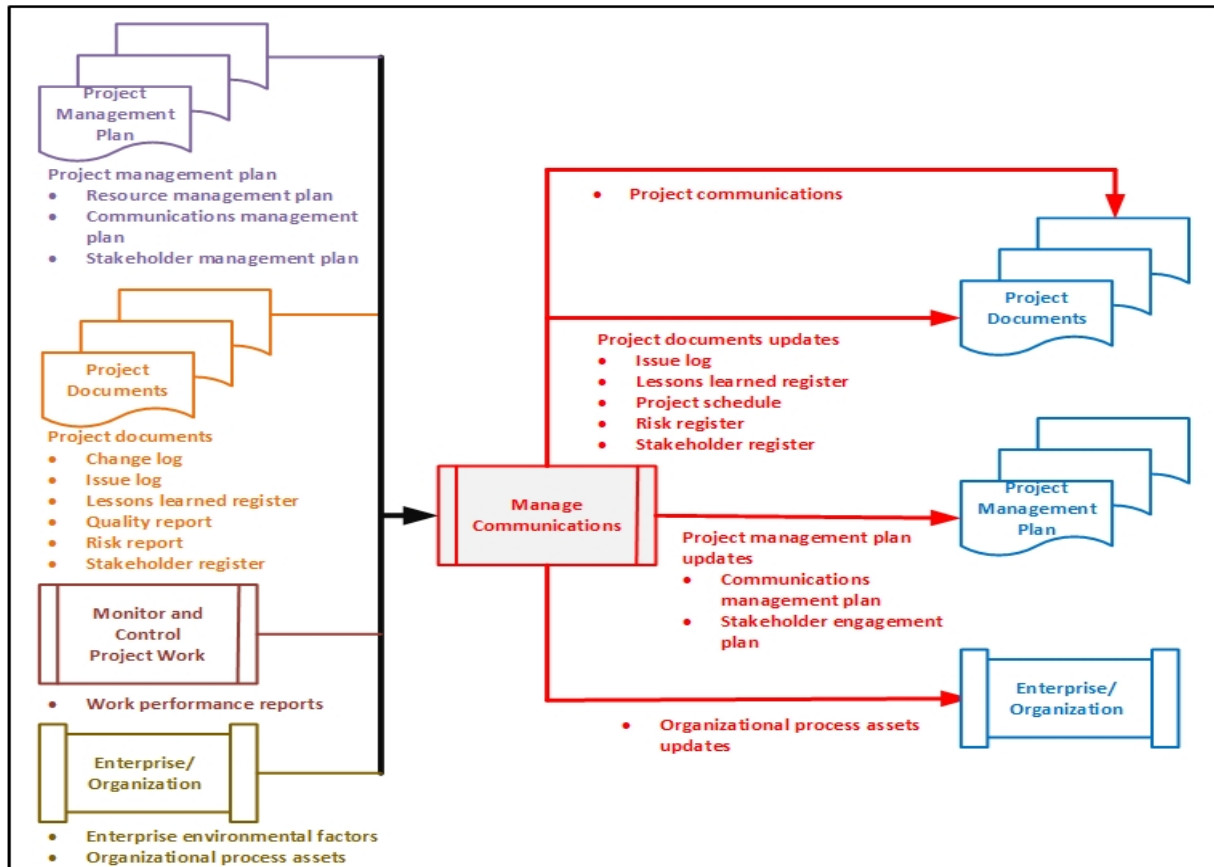 Project
Management
Plan
Project management plan
• Resource management plan
• Communications management
plan
• Stakeholder management plan
Project
Documents
Project documents
• Change log
• Issue log
• Lessons learned register
• Quality report
• Risk report
• Stakeholder register
Monitor and
Control
Project Work
• Work performance reports
Enterprise/
Organization
• Enterprise environmental factors
• Organizational process assets
Manage
Communications
• Project communications
Project documents updates
• Issue log
• Lessons learned register
• Project schedule
• Risk register
• Stakeholder register
Project management plan
updates
• Communications
management plan
• Stakeholder engagement
plan
• Organizational process assets
updates
Project
Documents
Project
Management
Plan
Enterprise/
Organization